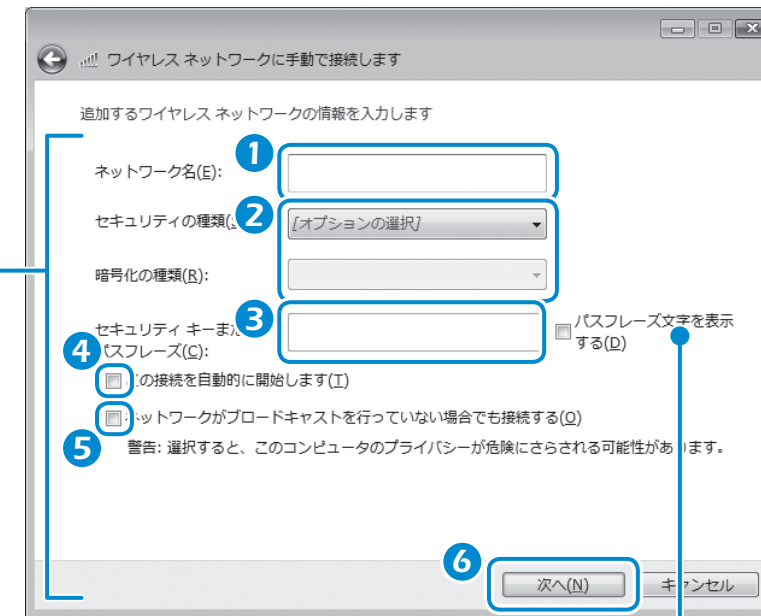 ワイヤレス ネットワークに手動で接続します
追加するワイヤレス ネットワークの情報を入力します
1
ネットワーク名(E):
2
セキュリティの種類(
[オプションの選択]
暗号化の種類(R):
3
セキュリティ キーまた
パスフレーズ(C):
パスフレーズ文字を表示
する(D)
4
この接続を自動的に開始します(T)
ネットワークがブロードキャストを行っていない場合でも接続する(O)
5
警告: 選択すると、このコンピュータのプライバシーが危険にさらされる可能性があります。
6
次へ(N)
キャンセル